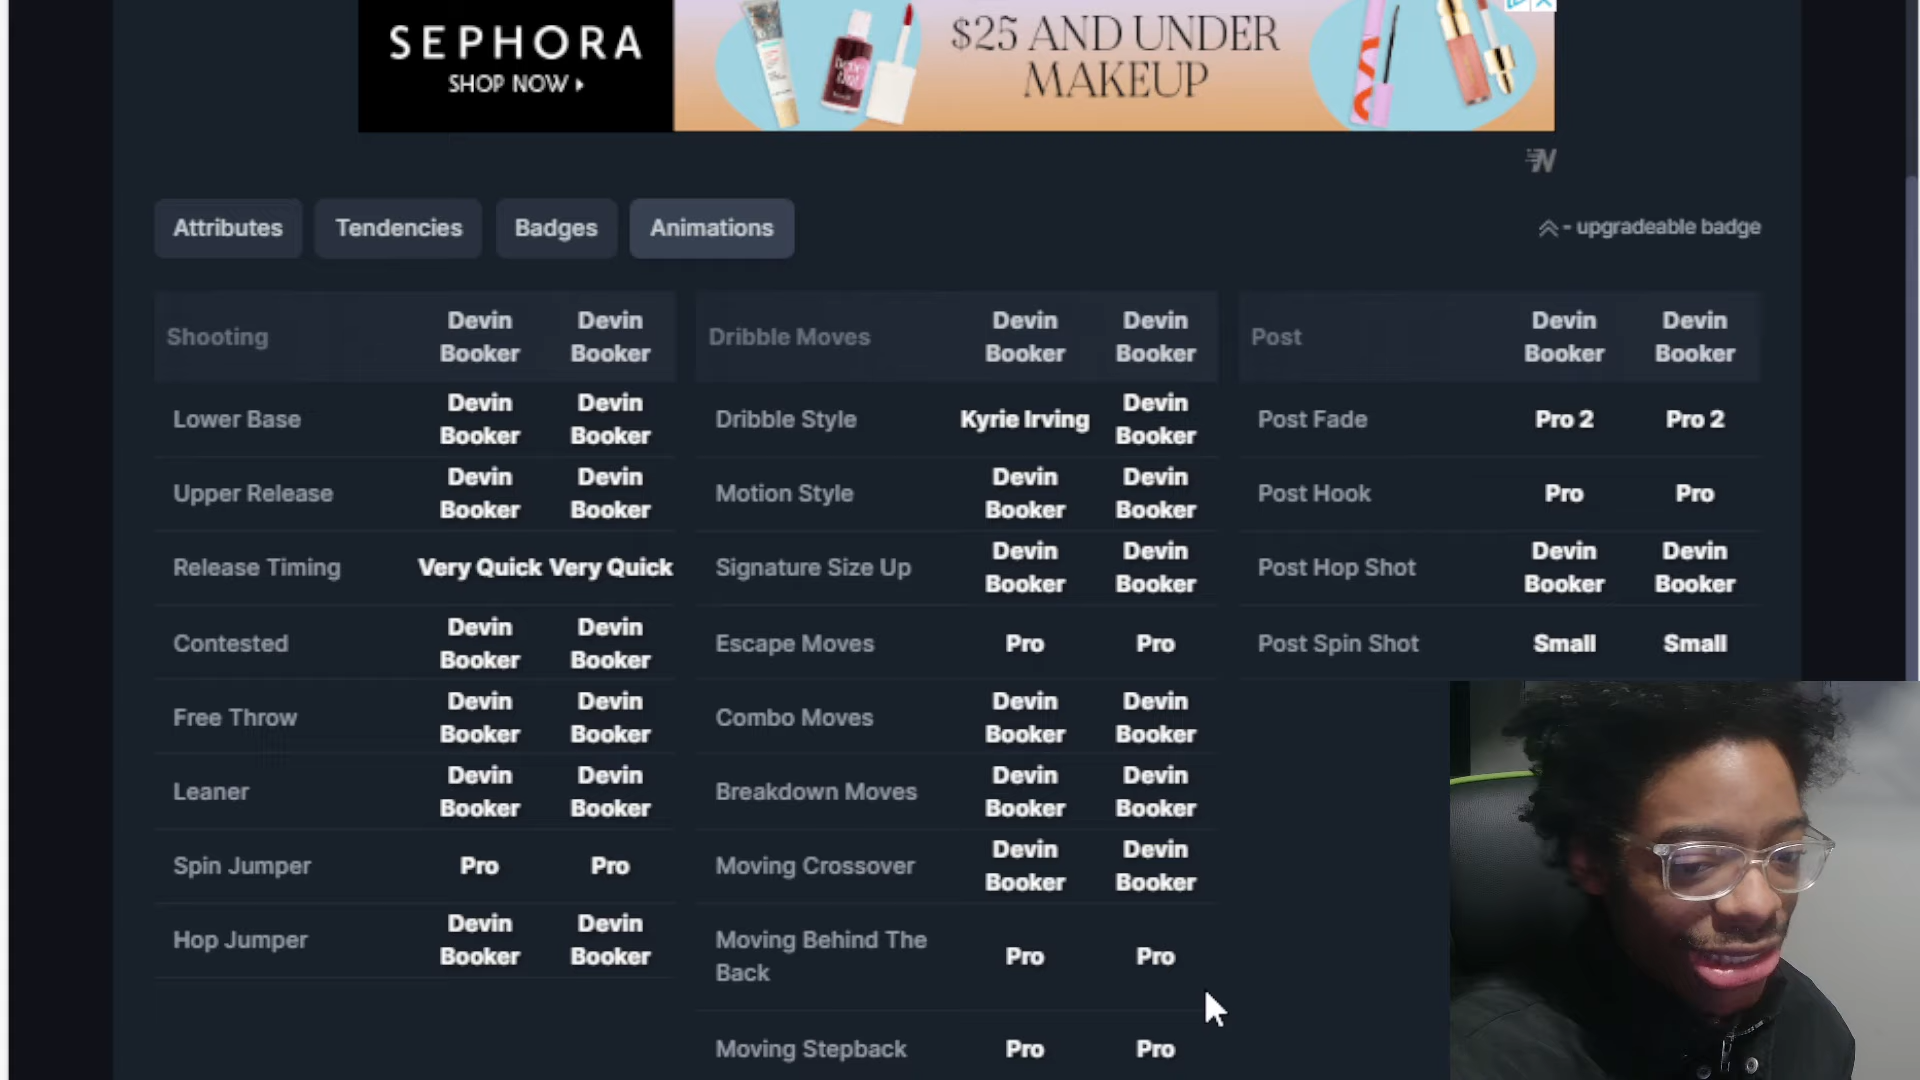 SEPHORA
SHOP NOW
$25 AND UNDER
MAKEUP
Attributes Tendencies Badges Animations - upgradeable badge
Shooting Devin Booker Devin Booker
Lower Base Devin Booker Devin Booker
Upper Release Devin Booker Devin Booker
Release Timing Very Quick Very Quick
Contested Devin Booker Devin Booker
Free Throw Devin Booker Devin Booker
Leaner Devin Booker Devin Booker
Spin Jumper Pro Pro
Hop Jumper Devin Booker Devin Booker
Dribble Moves Devin Booker Devin Booker
Dribble Style Kyrie Irving Devin Booker
Motion Style Devin Booker Devin Booker
Signature Size Up Devin Booker Devin Booker
Escape Moves Pro Pro
Combo Moves Devin Booker Devin Booker
Breakdown Moves Devin Booker Devin Booker
Moving Crossover Devin Booker Devin Booker
Moving Behind The Back Pro Pro
Moving Stepback Pro Pro
Post Devin Booker Devin Booker
Post Fade Pro 2 Pro 2
Post Hook Pro Pro
Post Hop Shot Devin Booker Devin Booker
Post Spin Shot Small Small